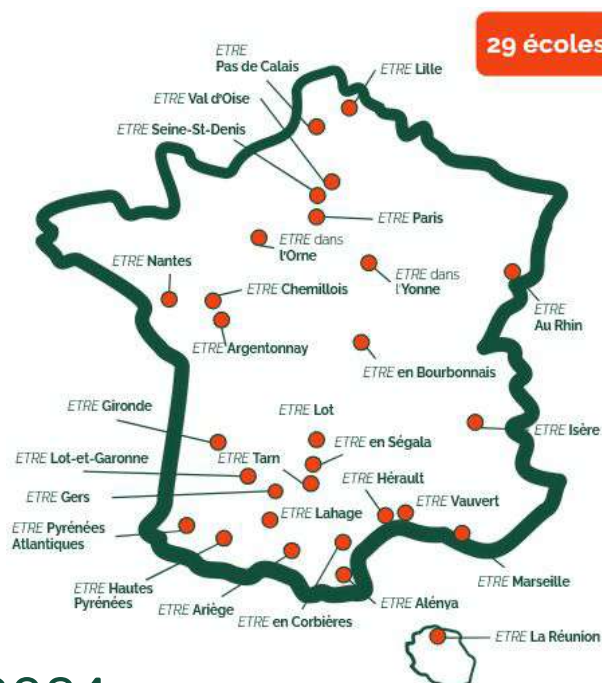 29 écoles
ETRE
Pas de Calais
ETRE Lille
ETRE Val d'Oise
ETRE Seine-St-Denis
ETRE Paris
ETRE dans
l'Orne
ETRE Nantes
ETRE Chemillois
ETRE dans
l'Yonne
ETRE
Au Rhin
ETRE Argentonnay
ETRE en Bourbonnais
ETRE Gironde
ETRE Lot
ETRE Isère
ETRE en Ségala
ETRE Lot-et-Garonne
ETRE Tarn
ETRE Hérault
ETRE Gers
ETRE Vauvert
ETRE Lahage
ETRE Pyrénées
Atlantiques
ETRE Marseille
ETRE Hautes
Pyrénées
ETRE Ariège
ETRE Alénya
ETRE en Corbières
ETRE La Réunion